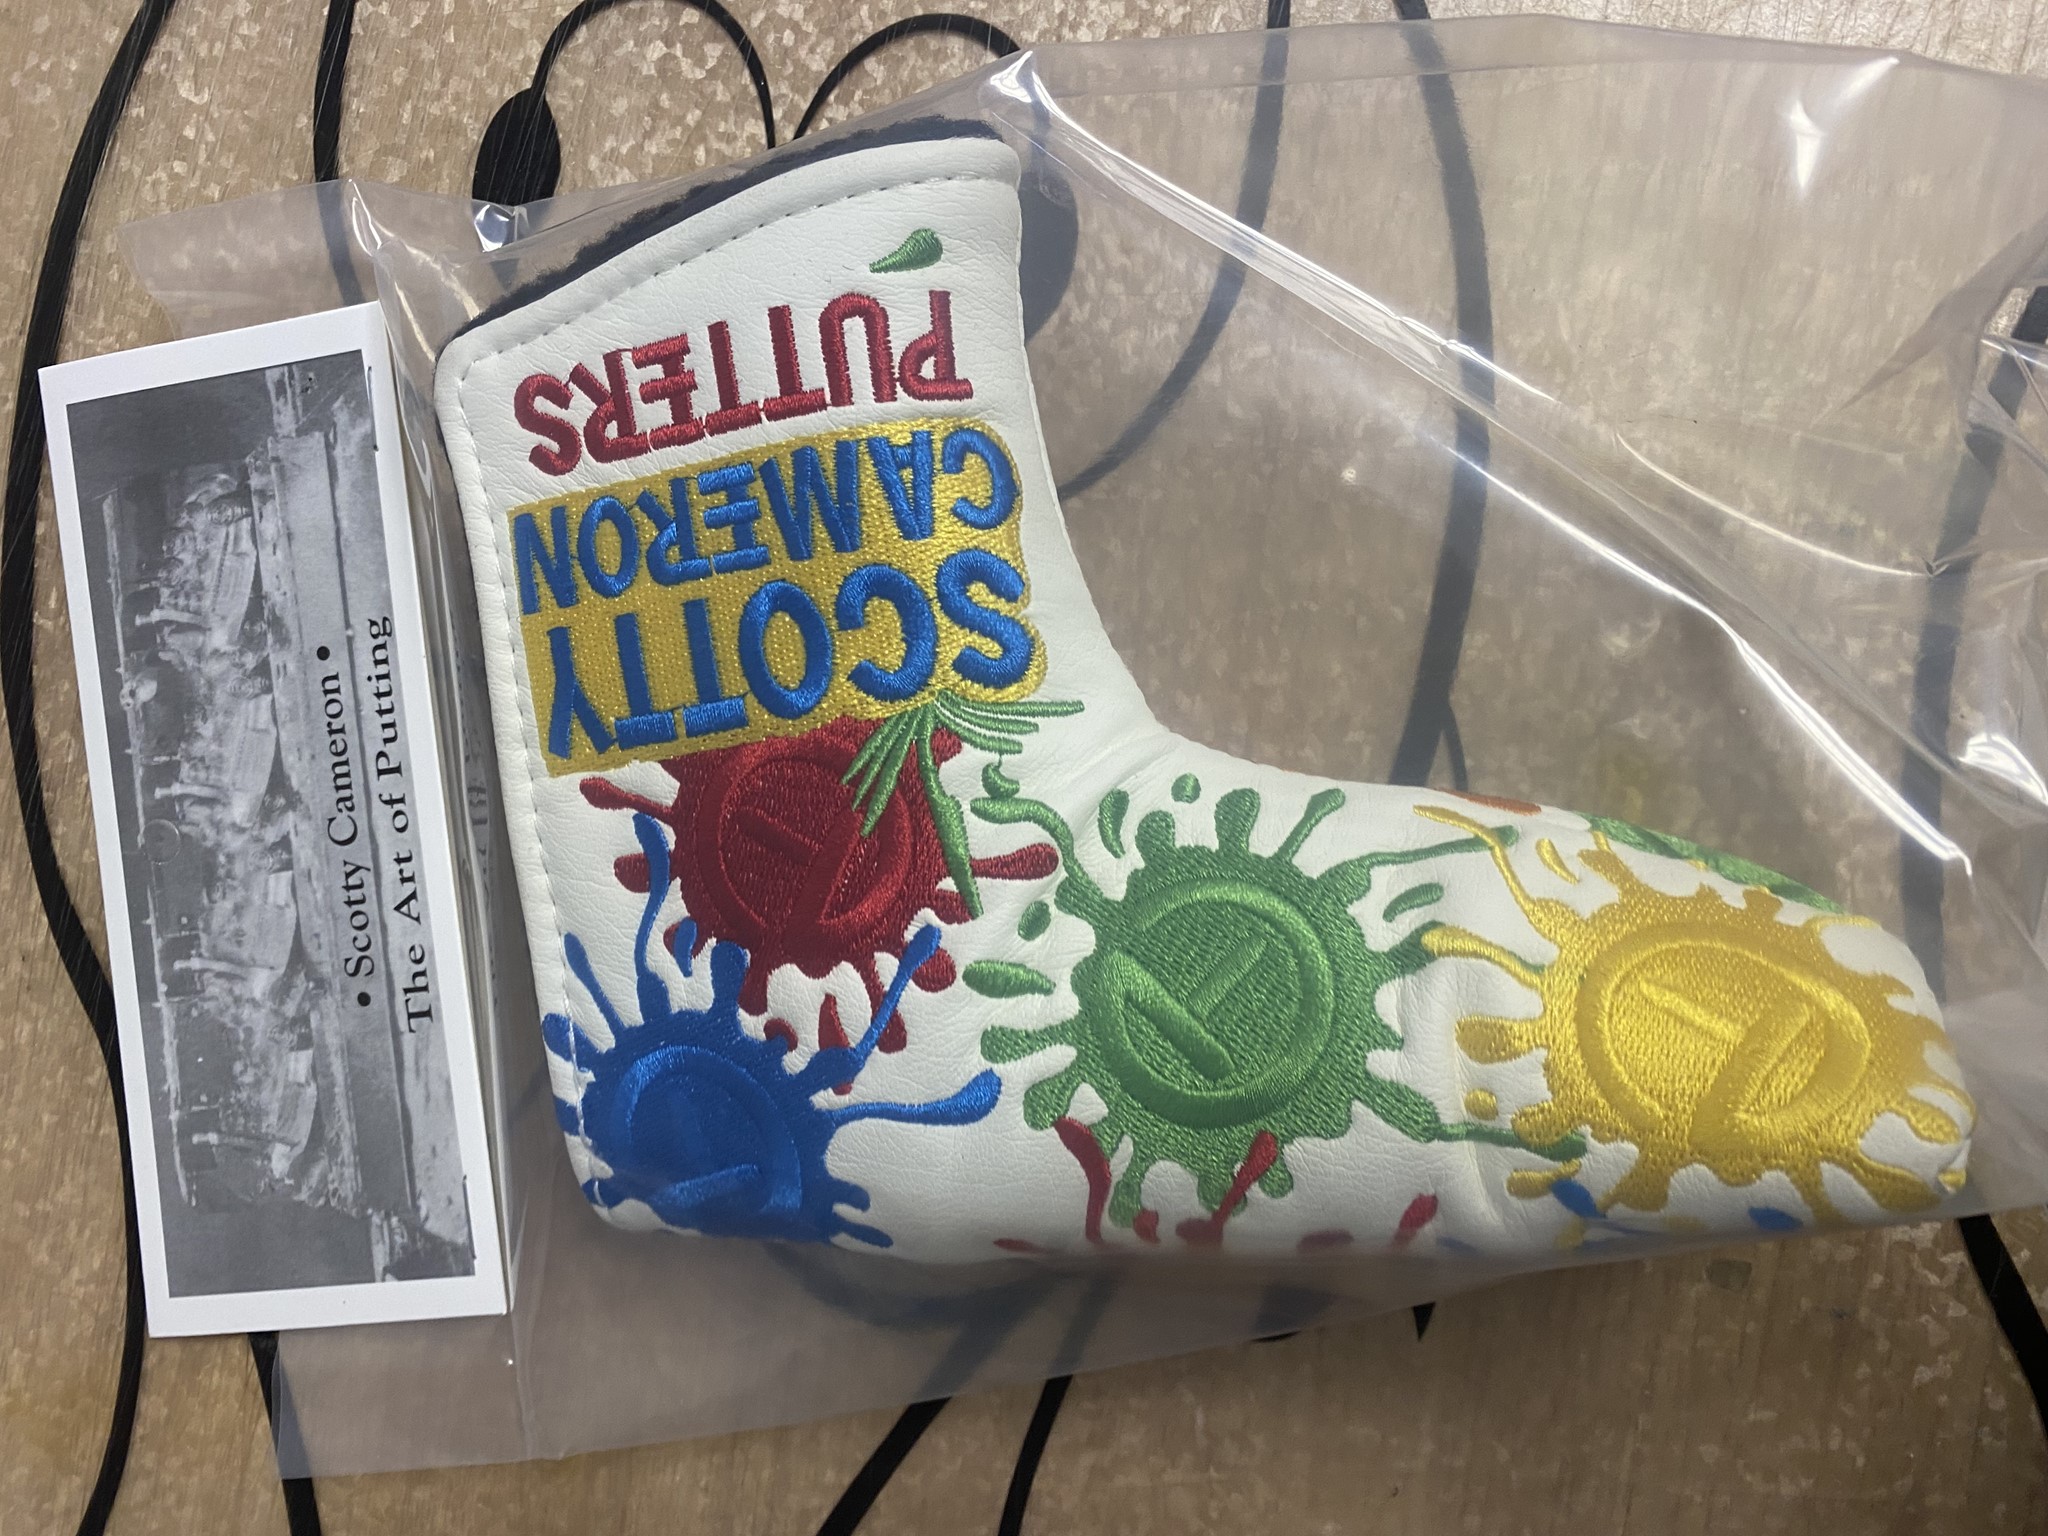 SCOTTY
CAMERON
PUTTERS
• Scotty Cameron •
The Art of Putting